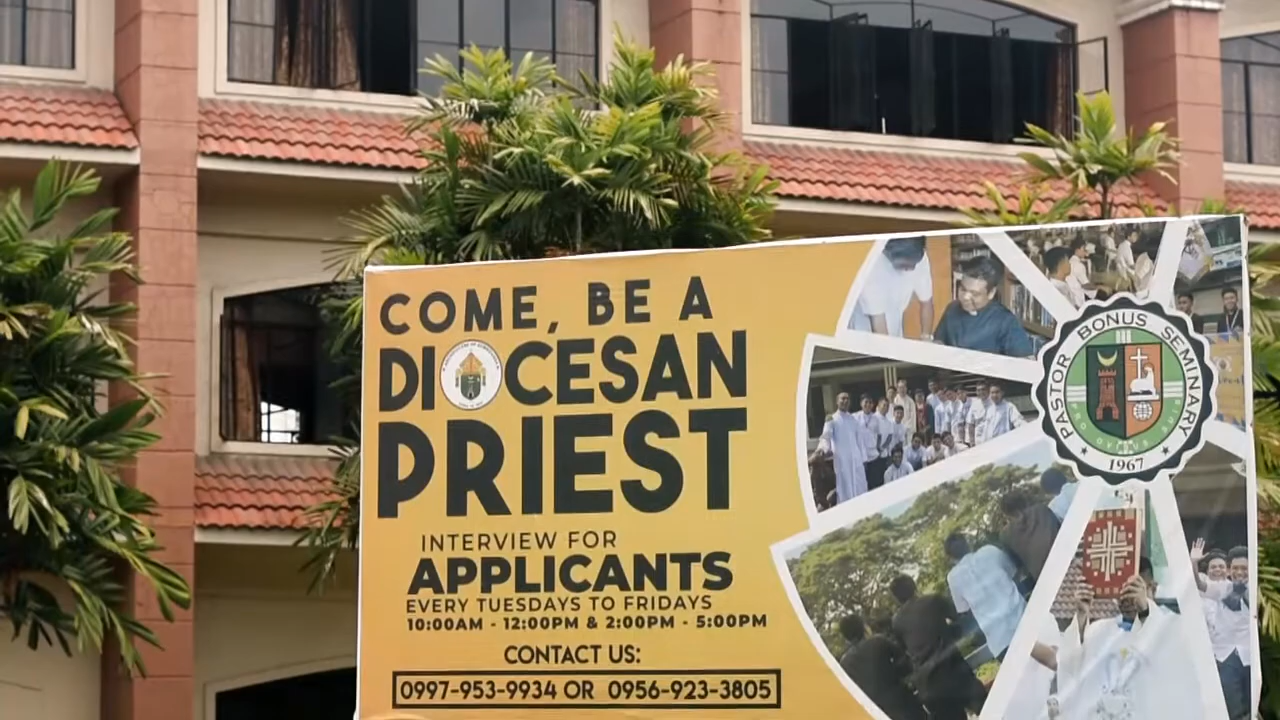 COME, BE A
DIOCESAN
PRIEST
INTERVIEW FOR
APPLICANTS
EVERY TUESDAYS TO FRIDAYS
10:00AM - 12:00PM & 2:00PM - 5:00PM
CONTACT US:
0997-953-9934 OR 0956-923-3805
PASTOR BONUS SEMINARY
1967